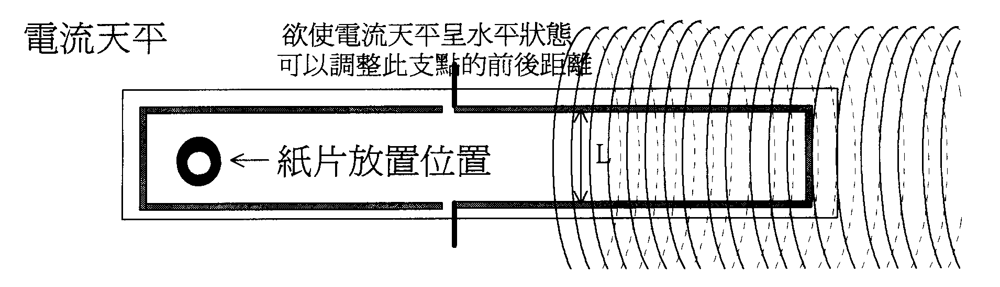 電流天平
欲使電流天平呈水平狀態
可以調整此支點的前後距離
紙片放置位置
L